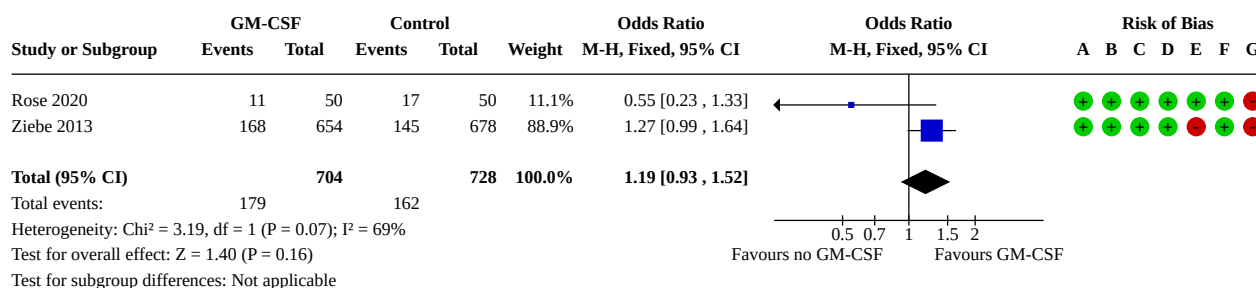 GM-CSF Control Odds Ratio Odds Ratio Risk of Bias
Study or Subgroup Events Total Events Total Weight M-H, Fixed, 95% CI M-H, Fixed, 95% CI A B C D E F G
Rose 2020 11 50 17 50 11.1% 0.55 [0.23 , 1.33] + + + + + + -
Ziebe 2013 168 654 145 678 88.9% 1.27 [0.99 , 1.64] + + + + - + -
Total (95% CI) 704 728 100.0% 1.19 [0.93 , 1.52]
Total events: 179 162
Heterogeneity: Chi² = 3.19, df = 1 (P = 0.07); I² = 69%
0.5 0.7 1 1.5 2
Test for overall effect: Z = 1.40 (P = 0.16) Favours no GM-CSF Favours GM-CSF
Test for subgroup differences: Not applicable